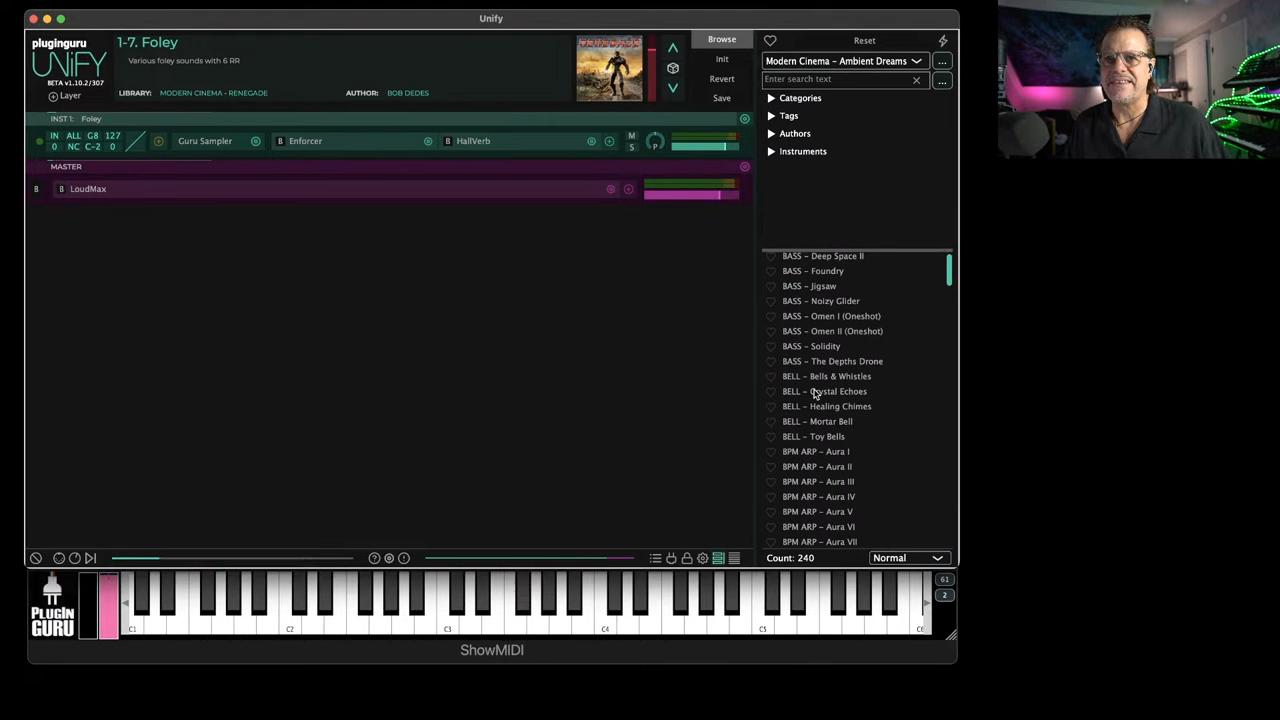 Unify
pluginguru
UNIFY
BETA v1.10.2/307
Layer
1-7. Foley
Various foley sounds with 6 RR
LIBRARY: MODERN CINEMA - RENEGADE
AUTHOR: BOB DEDES
RENEGADE
Browse
Init
Revert
Save
Reset
Modern Cinema - Ambient Dreams
...
Enter search text
...
Categories
Tags
Authors
Instruments
INST 1: Foley
IN ALL G8 127
0 NC C-2 0
Guru Sampler
B Enforcer
B HallVerb
M
S
P
MASTER
B
B LoudMax
BASS - Deep Space II
BASS - Foundry
BASS - Jigsaw
BASS - Noizy Glider
BASS - Omen I (Oneshot)
BASS - Omen II (Oneshot)
BASS - Solidity
BASS - The Depths Drone
BELL - Bells & Whistles
BELL - Crystal Echoes
BELL - Healing Chimes
BELL - Mortar Bell
BELL - Toy Bells
BPM ARP - Aura I
BPM ARP - Aura II
BPM ARP - Aura III
BPM ARP - Aura IV
BPM ARP - Aura V
BPM ARP - Aura VI
BPM ARP - Aura VII
Count: 240
Normal
PLUGIN
GURU
C1
C2
C3
C4
C5
C6
61
2
ShowMIDI